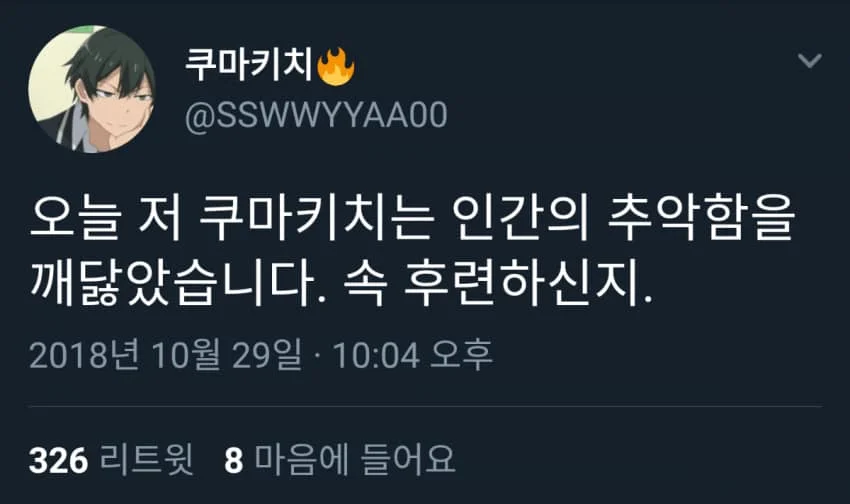 쿠마키치🔥
@SSWWYYAA00
오늘 저 쿠마키치는 인간의 추악함을
깨닳았습니다. 속 후련하신지.
2018년 10월 29일 · 10:04 오후
326 리트윗 8 마음에 들어요